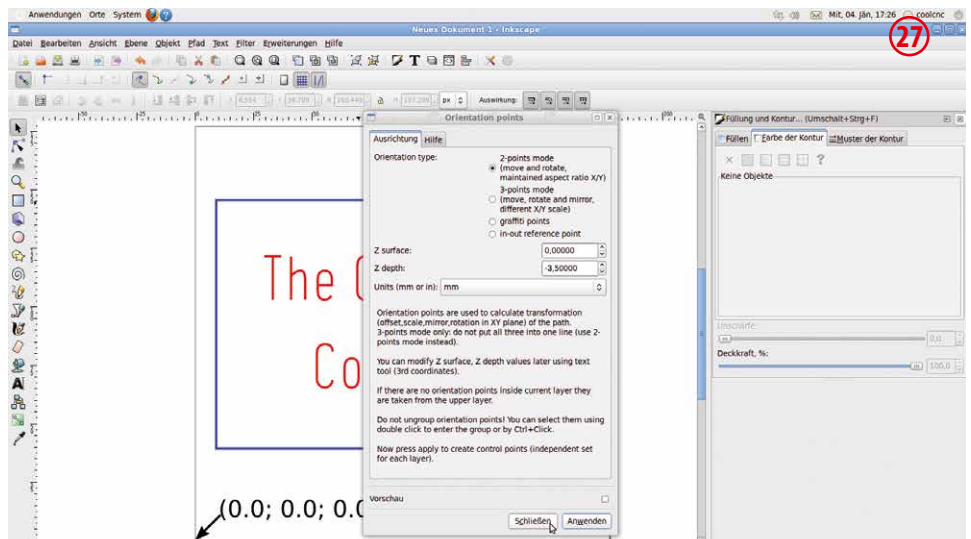 Anwendungen Orte System
Mit, 04. Jän, 17:26 coolcnc
27
Neues Dokument 1 - Inkscape
Datei Bearbeiten Ansicht Ebene Objekt Pfad Text Filter Erweiterungen Hilfe
px Auswirkung:
Orientation points
Ausrichtung Hilfe
Orientation type:
2-points mode
(move and rotate,
maintained aspect ratio X/Y)
3-points mode
(move, rotate and mirror,
different X/Y scale)
graffiti points
in-out reference point
Z surface: 0,00000
Z depth: -3,50000
Units (mm or in): mm
Orientation points are used to calculate transformation
(offset,scale,mirror,rotation in XY plane) of the path.
3-points mode only: do not put all three into one line (use 2-
points mode instead).
You can modify Z surface, Z depth values later using text
tool (3rd coordinates).
If there are no orientation points inside current layer they
are taken from the upper layer.
Do not ungroup orientation points! You can select them using
double click to enter the group or by Ctrl+Click.
Now press apply to create control points (independent set
for each layer).
Vorschau
Schließen Anwenden
The
Co
(0.0; 0.0; 0.0
Füllung und Kontur... (Umschalt+Strg+F)
Füllen Farbe der Kontur Muster der Kontur
?
Keine Objekte
Unschärfe:
0,0
Deckkraft, %:
100,0